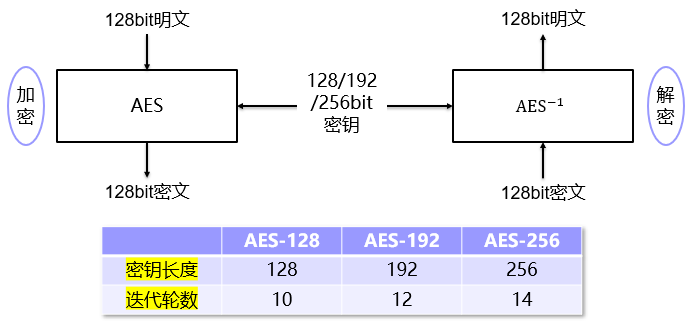 128bit明文
128bit明文
加
密
AES
128/192
/256bit
密钥
AES⁻¹
解
密
128bit密文
128bit密文
AES-128 AES-192 AES-256
密钥长度 128 192 256
迭代轮数 10 12 14